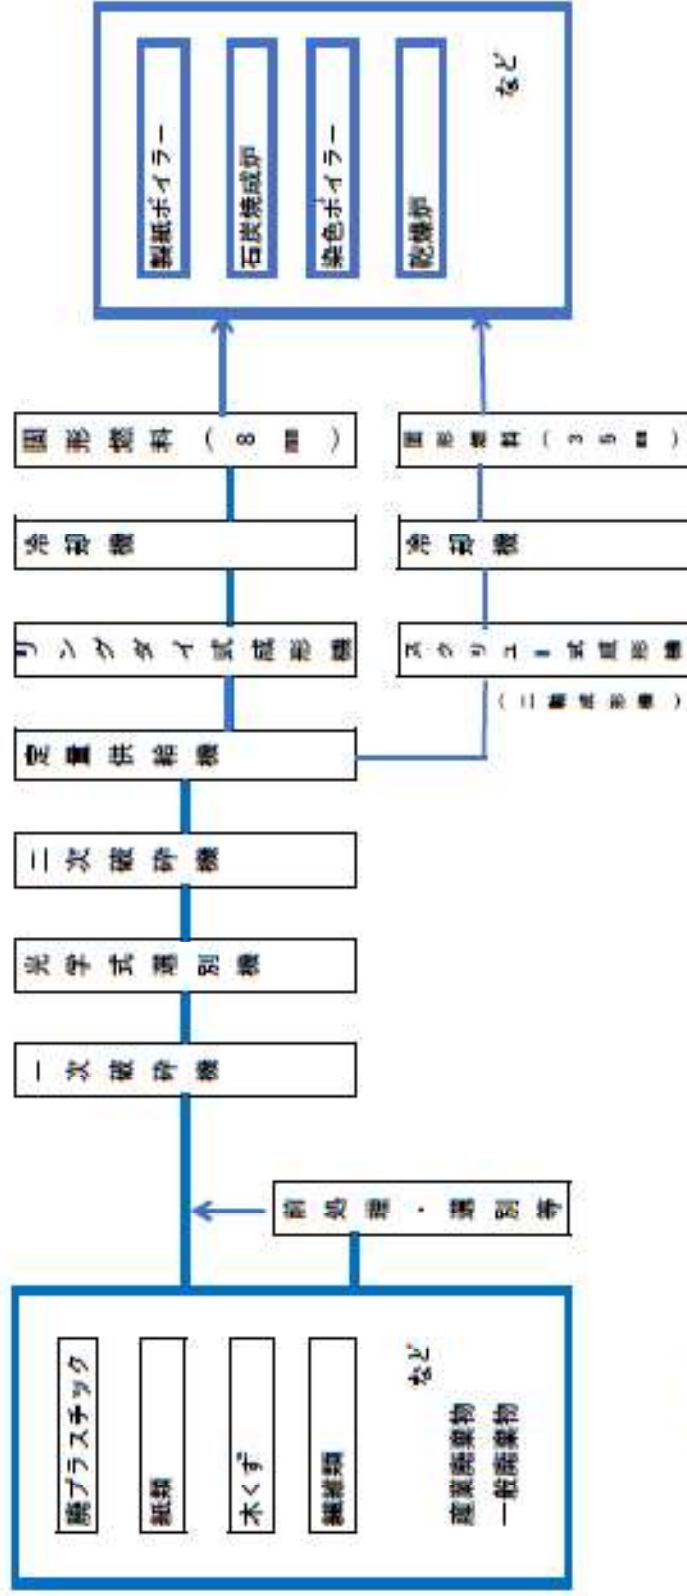 廃プラスチック
紙類
木くず
繊維類
など
産業廃棄物
一般廃棄物
前処理・選別等
一次破砕機
光学式選別機
二次破砕機
定量供給機
リングダイ式成形機
冷却機
固形燃料(8㎜)
スクリュー式成形機
(二軸成形機)
冷却機
固形燃料(35㎜)
製紙ボイラー
石炭焼成炉
染色ボイラー
乾燥炉
など